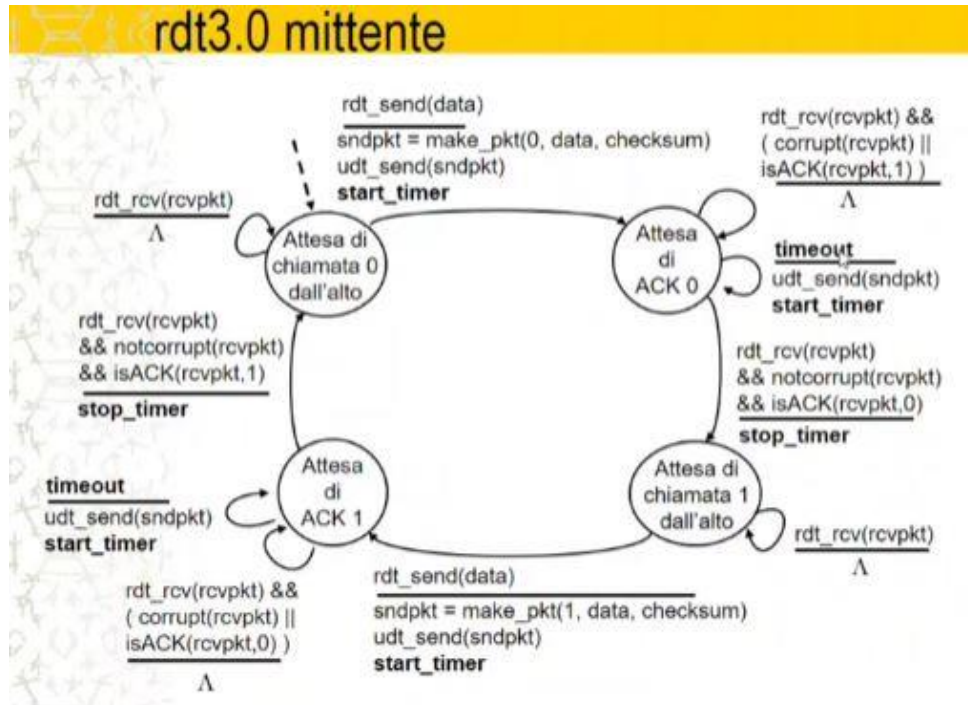 rdt3.0 mittente
rdt_send(data)
sndpkt = make_pkt(0, data, checksum)
udt_send(sndpkt)
start_timer
rdt_rcv(rcvpkt) &&
( corrupt(rcvpkt) ||
isACK(rcvpkt,1) )
Λ
rdt_rcv(rcvpkt)
Λ
Attesa di
chiamata 0
dall'alto
Attesa
di
ACK 0
timeout
udt_send(sndpkt)
start_timer
rdt_rcv(rcvpkt)
&& notcorrupt(rcvpkt)
&& isACK(rcvpkt,1)
stop_timer
rdt_rcv(rcvpkt)
&& notcorrupt(rcvpkt)
&& isACK(rcvpkt,0)
stop_timer
Attesa
di
ACK 1
Attesa di
chiamata 1
dall'alto
timeout
udt_send(sndpkt)
start_timer
rdt_rcv(rcvpkt)
Λ
rdt_rcv(rcvpkt) &&
( corrupt(rcvpkt) ||
isACK(rcvpkt,0) )
Λ
rdt_send(data)
sndpkt = make_pkt(1, data, checksum)
udt_send(sndpkt)
start_timer